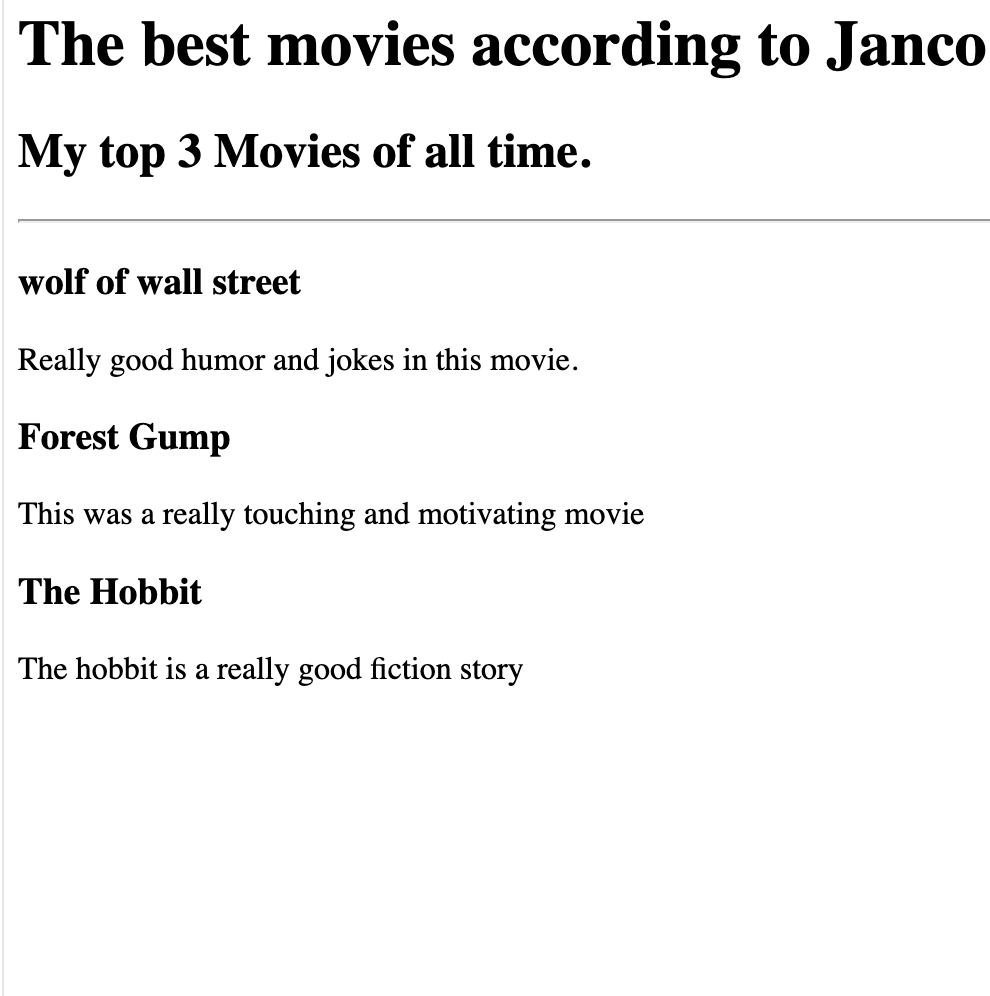 The best movies according to Janco
My top 3 Movies of all time.
wolf of wall street
Really good humor and jokes in this movie.
Forest Gump
This was a really touching and motivating movie
The Hobbit
The hobbit is a really good fiction story